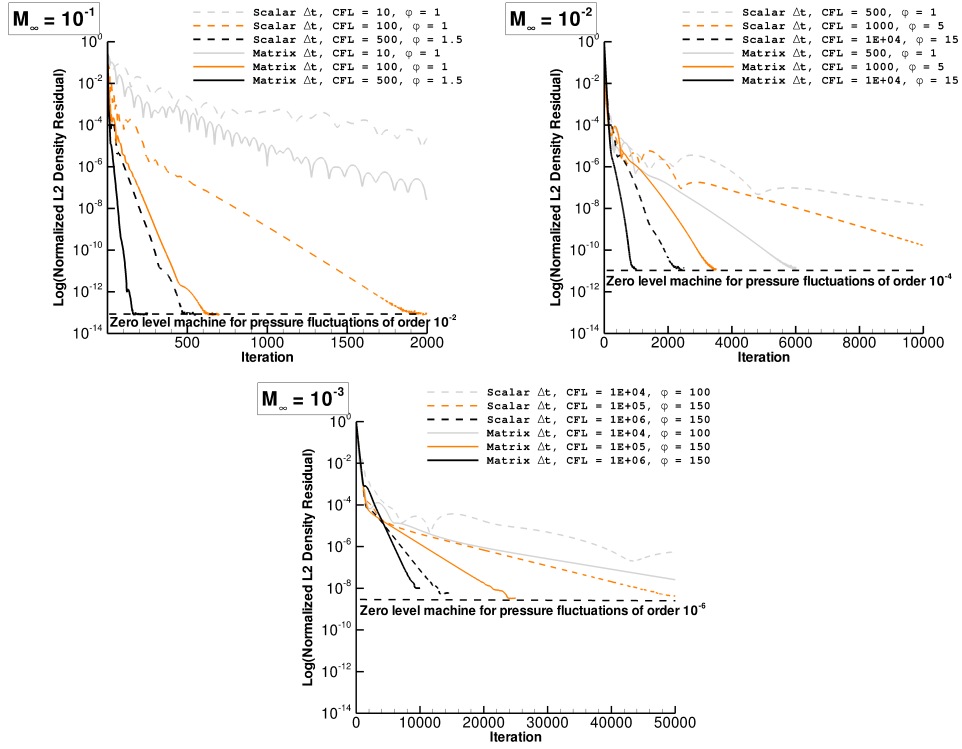 M∞ = 10-1
Scalar Δt, CFL = 10, φ = 1
Scalar Δt, CFL = 100, φ = 1
Scalar Δt, CFL = 500, φ = 1.5
Matrix Δt, CFL = 10, φ = 1
Matrix Δt, CFL = 100, φ = 1
Matrix Δt, CFL = 500, φ = 1.5
Log(Normalized L2 Density Residual)
10^0
10^-2
10^-4
10^-6
10^-8
10^-10
10^-12
10^-14
Zero level machine for pressure fluctuations of order 10^-2
500 1000 1500 2000
Iteration
M∞ = 10^-2
Scalar Δt, CFL = 500, φ = 1
Scalar Δt, CFL = 1000, φ = 5
Scalar Δt, CFL = 1E+04, φ = 15
Matrix Δt, CFL = 500, φ = 1
Matrix Δt, CFL = 1000, φ = 5
Matrix Δt, CFL = 1E+04, φ = 15
Log(Normalized L2 Density Residual)
10^0
10^-2
10^-4
10^-6
10^-8
10^-10
10^-12
10^-14
Zero level machine for pressure fluctuations of order 10^-4
0 2000 4000 6000 8000 10000
Iteration
M∞ = 10^-3
Scalar Δt, CFL = 1E+04, φ = 100
Scalar Δt, CFL = 1E+05, φ = 150
Scalar Δt, CFL = 1E+06, φ = 150
Matrix Δt, CFL = 1E+04, φ = 100
Matrix Δt, CFL = 1E+05, φ = 150
Matrix Δt, CFL = 1E+06, φ = 150
Log(Normalized L2 Density Residual)
10^0
10^-2
10^-4
10^-6
10^-8
10^-10
10^-12
10^-14
Zero level machine for pressure fluctuations of order 10^-6
0 10000 20000 30000 40000 50000
Iteration